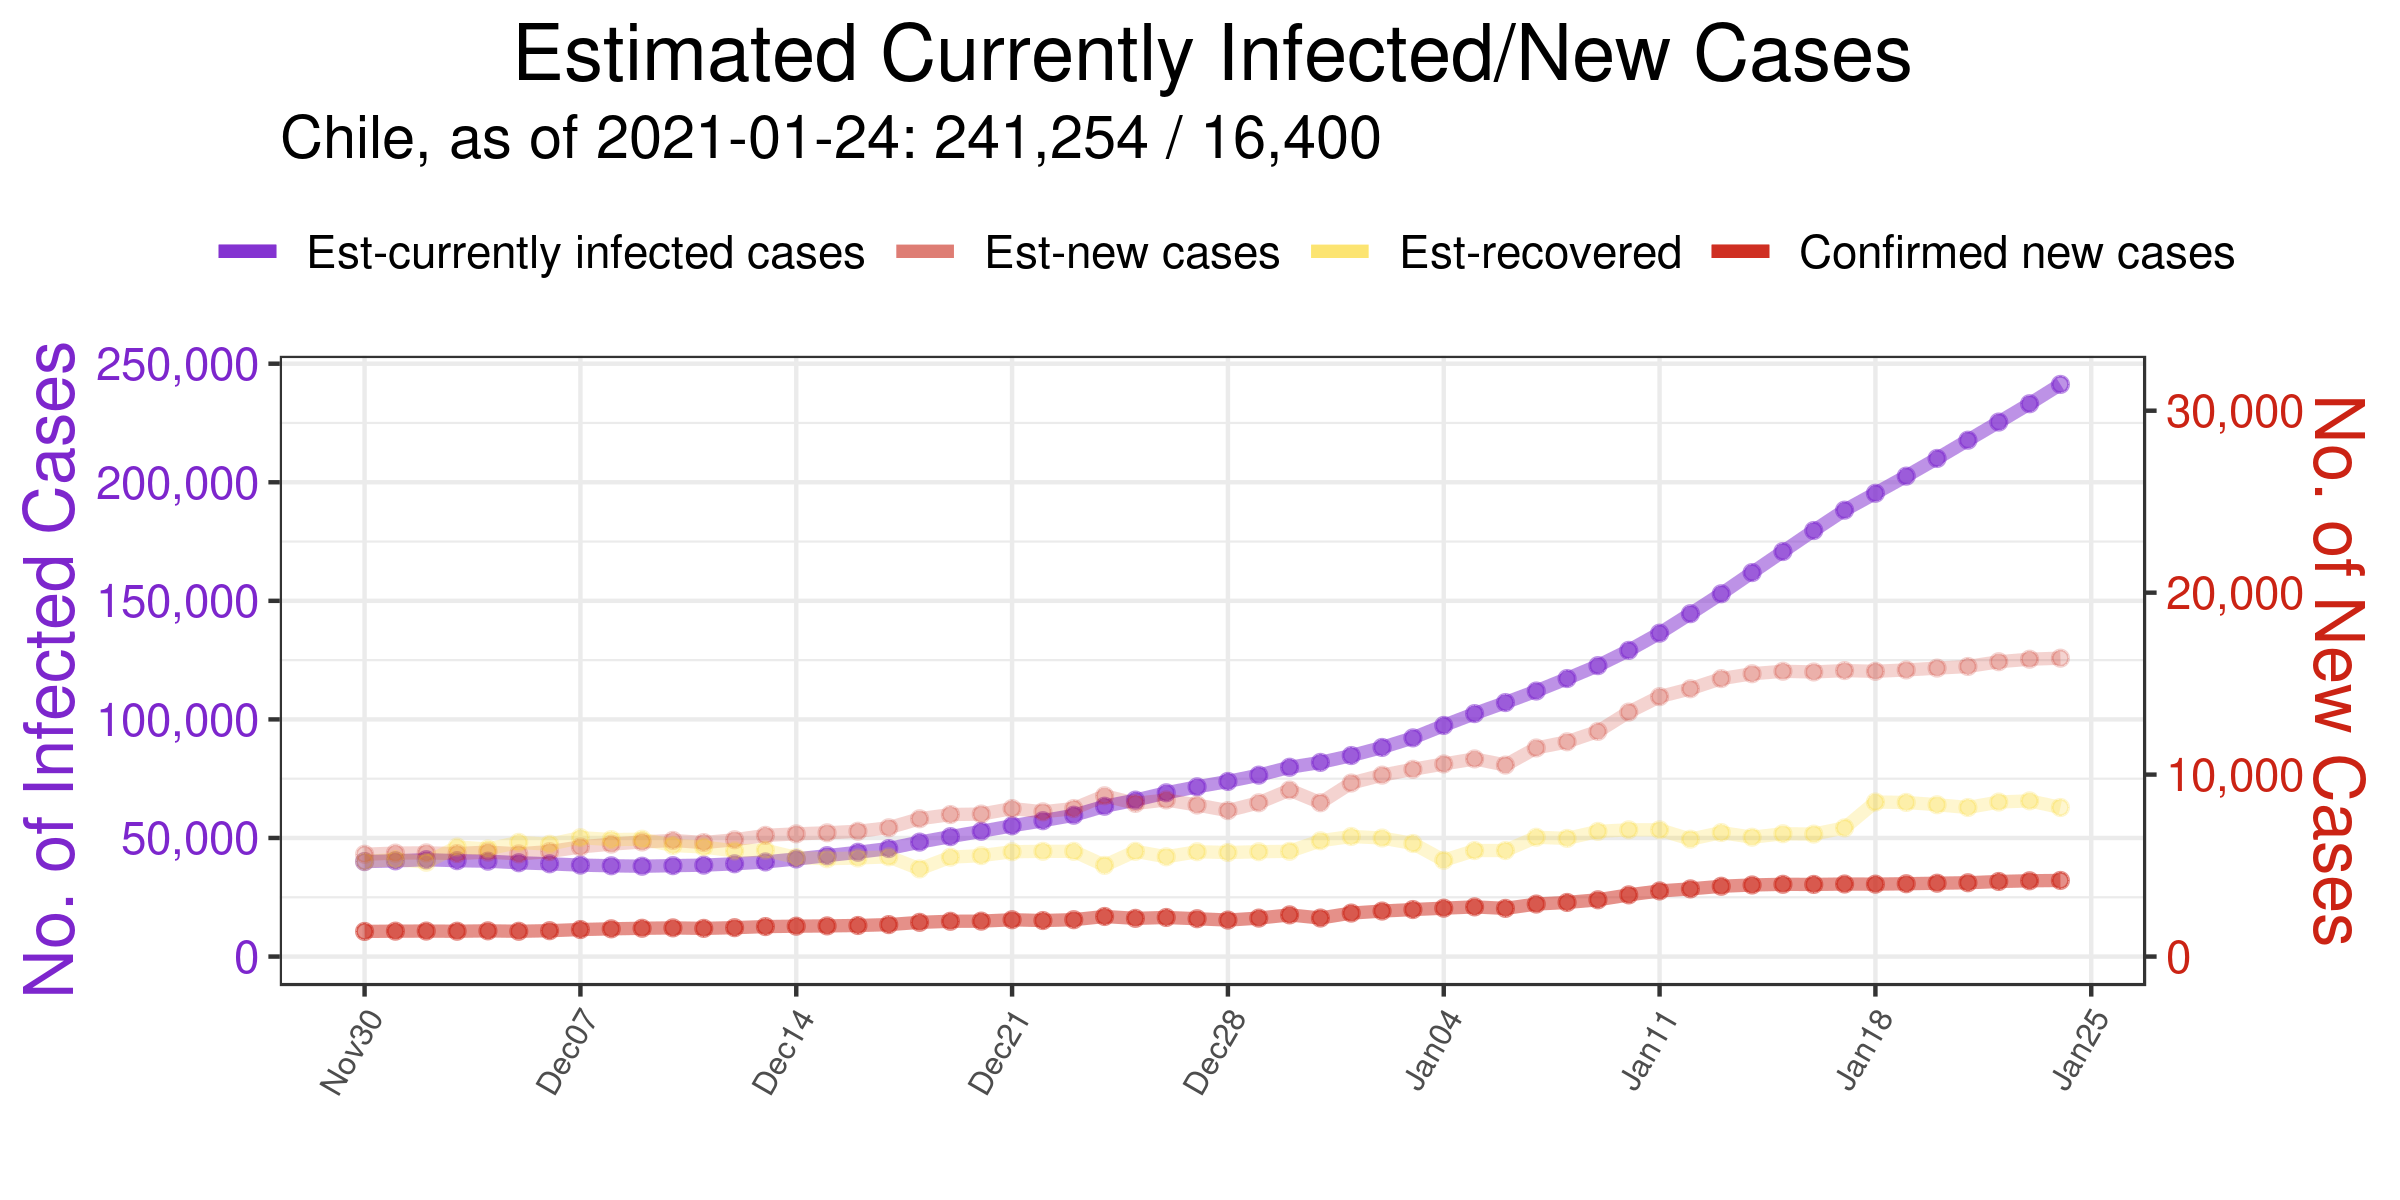 Estimated Currently Infected/New Cases
Chile, as of 2021-01-24: 241,254 / 16,400
Est-currently infected cases Est-new cases Est-recovered Confirmed new cases
No. of Infected Cases
250,000
200,000
150,000
100,000
50,000
0
30,000
20,000
10,000
0
No. of New Cases
Nov30 Dec07 Dec14 Dec21 Dec28 Jan04 Jan11 Jan18 Jan25